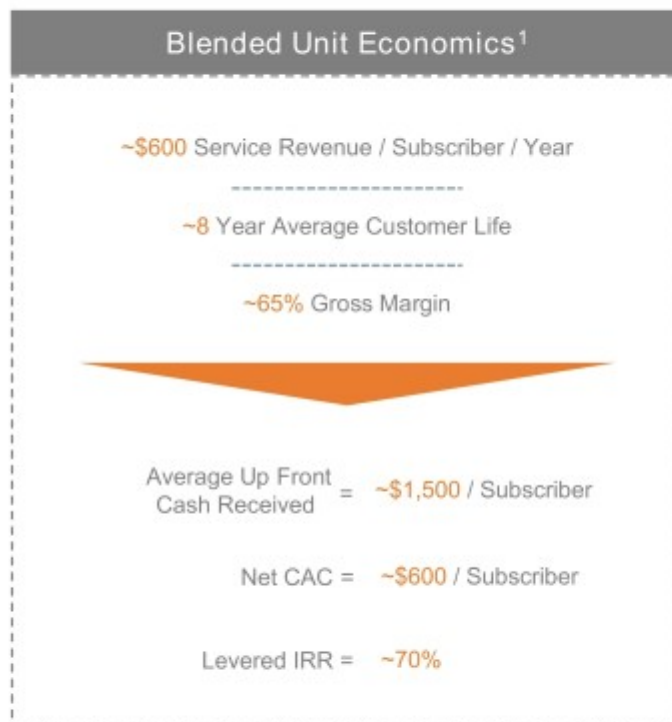 Blended Unit Economics¹
~$600 Service Revenue / Subscriber / Year
~8 Year Average Customer Life
~65% Gross Margin
Average Up Front
Cash Received = ~$1,500 / Subscriber
Net CAC = ~$600 / Subscriber
Levered IRR = ~70%